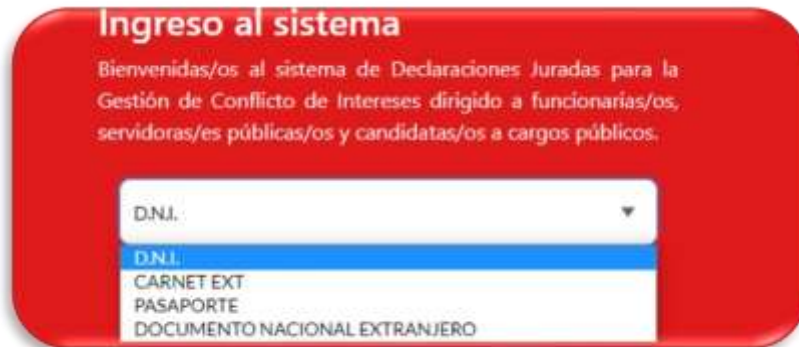 Ingreso al sistema
Bienvenidas/os al sistema de Declaraciones Juradas para la
Gestión de Conflicto de Intereses dirigido a funcionarias/os,
servidoras/es públicas/os y candidatas/os a cargos públicos.
D.N.I.
D.N.I.
CARNET EXT
PASAPORTE
DOCUMENTO NACIONAL EXTRANJERO